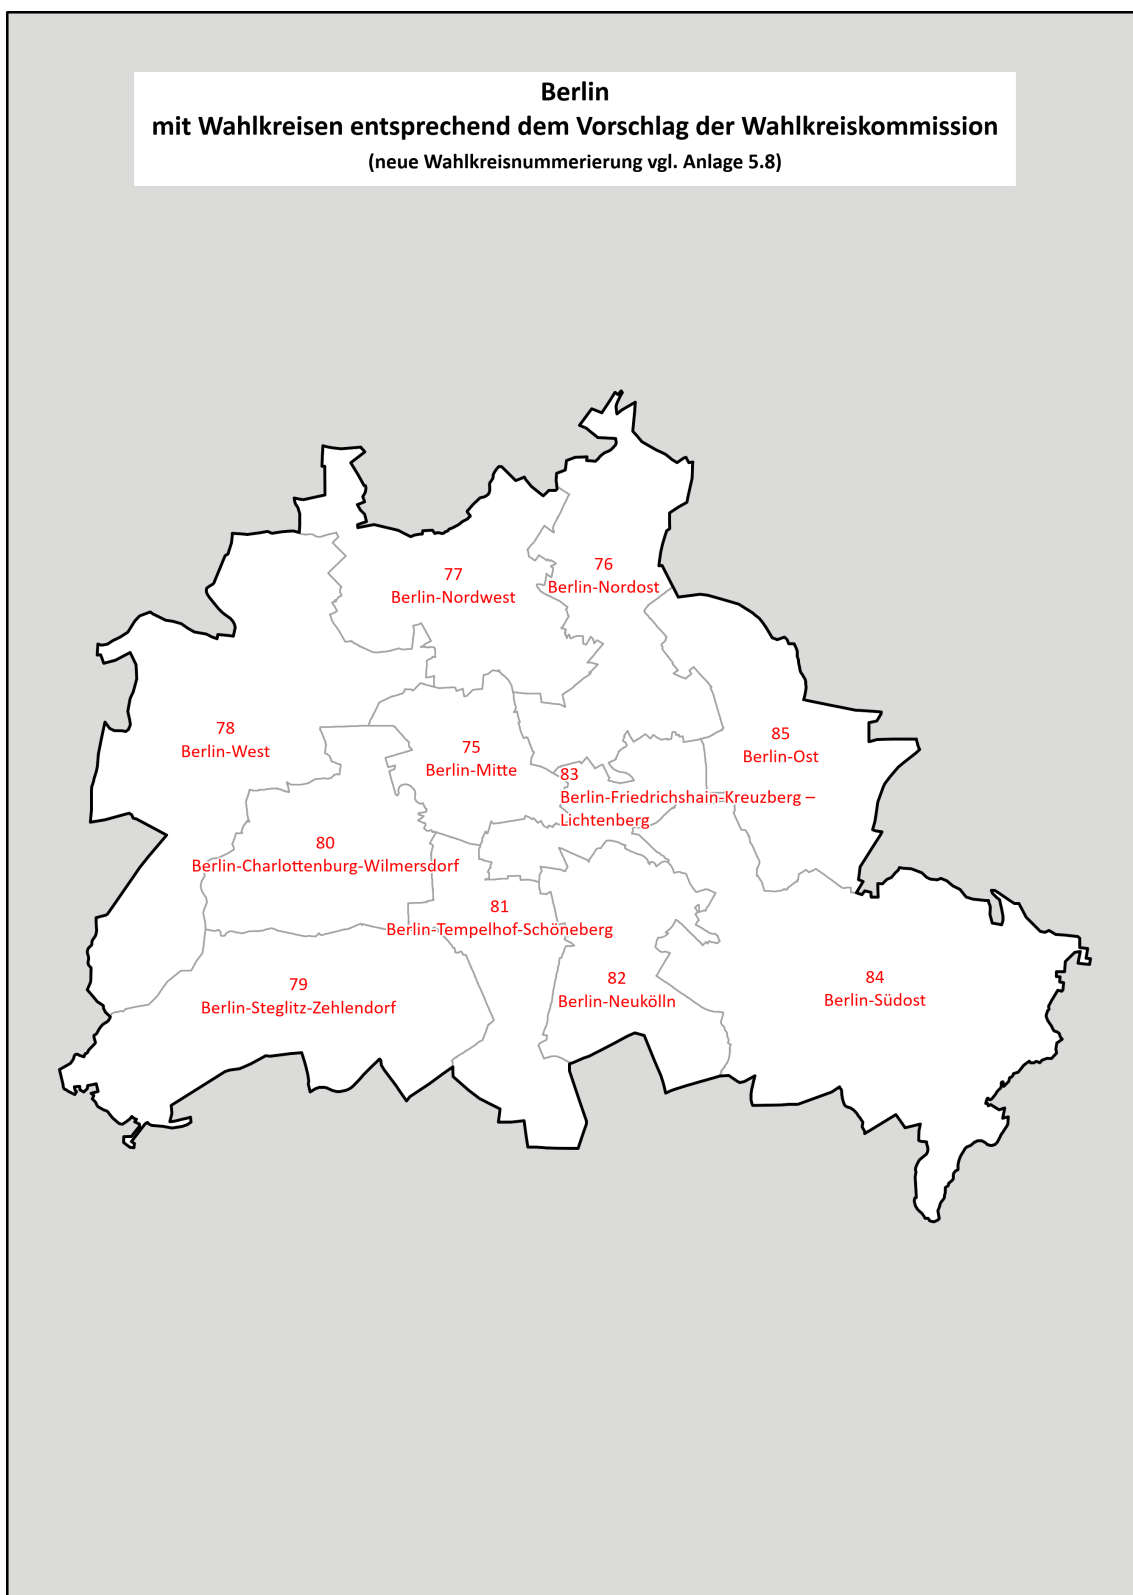 Berlin
mit Wahlkreisen entsprechend dem Vorschlag der Wahlkreiskommission
(neue Wahlkreisnummerierung vgl. Anlage 5.8)
76
Berlin-Nordost
77
Berlin-Nordwest
78
Berlin-West
75
Berlin-Mitte
85
Berlin-Ost
83
Berlin-Friedrichshain-Kreuzberg –
Lichtenberg
80
Berlin-Charlottenburg-Wilmersdorf
81
Berlin-Tempelhof-Schöneberg
79
Berlin-Steglitz-Zehlendorf
82
Berlin-Neukölln
84
Berlin-Südost